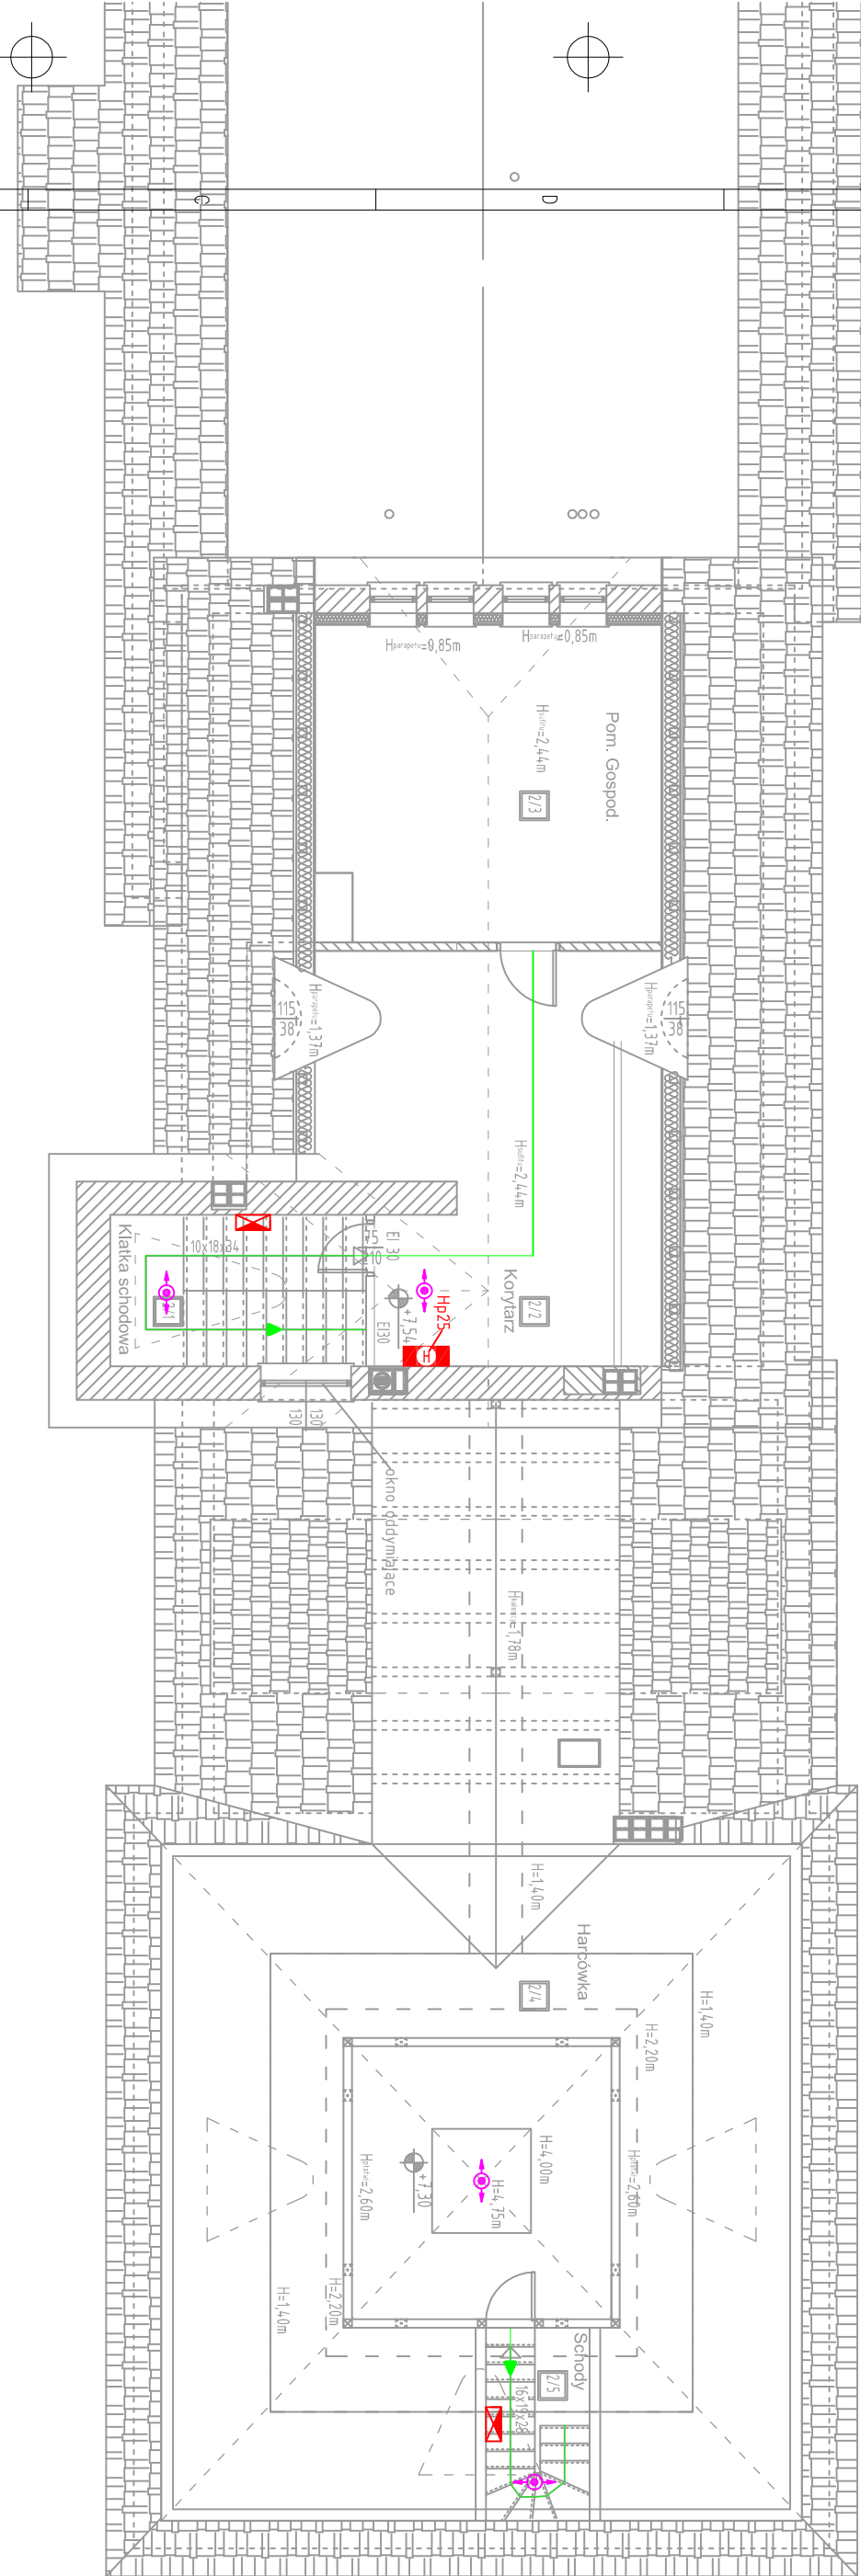 C
D
Hparapetu=0,85m
Hparapetu=0,85m
Hsufitu=2,44m
Pom. Gospod.
2/3
Hparapetu=1,37m
115
38
Hparapetu=1,37m
115
38
Hsufitu=2,44m
Klatka schodowa
10x18x34
2/1
EI 30
75
EI30
+7,54
Hp25
H
Korytarz
2/2
130
130
okno oddymiające
=1,78m
H=1,40m
Harcówka
2/4
H=1,40m
H=2,20m
H=4,00m
H=4,75m
+7,30
=2,60m
=2,60m
H=2,20m
H=1,40m
Schody
2/5